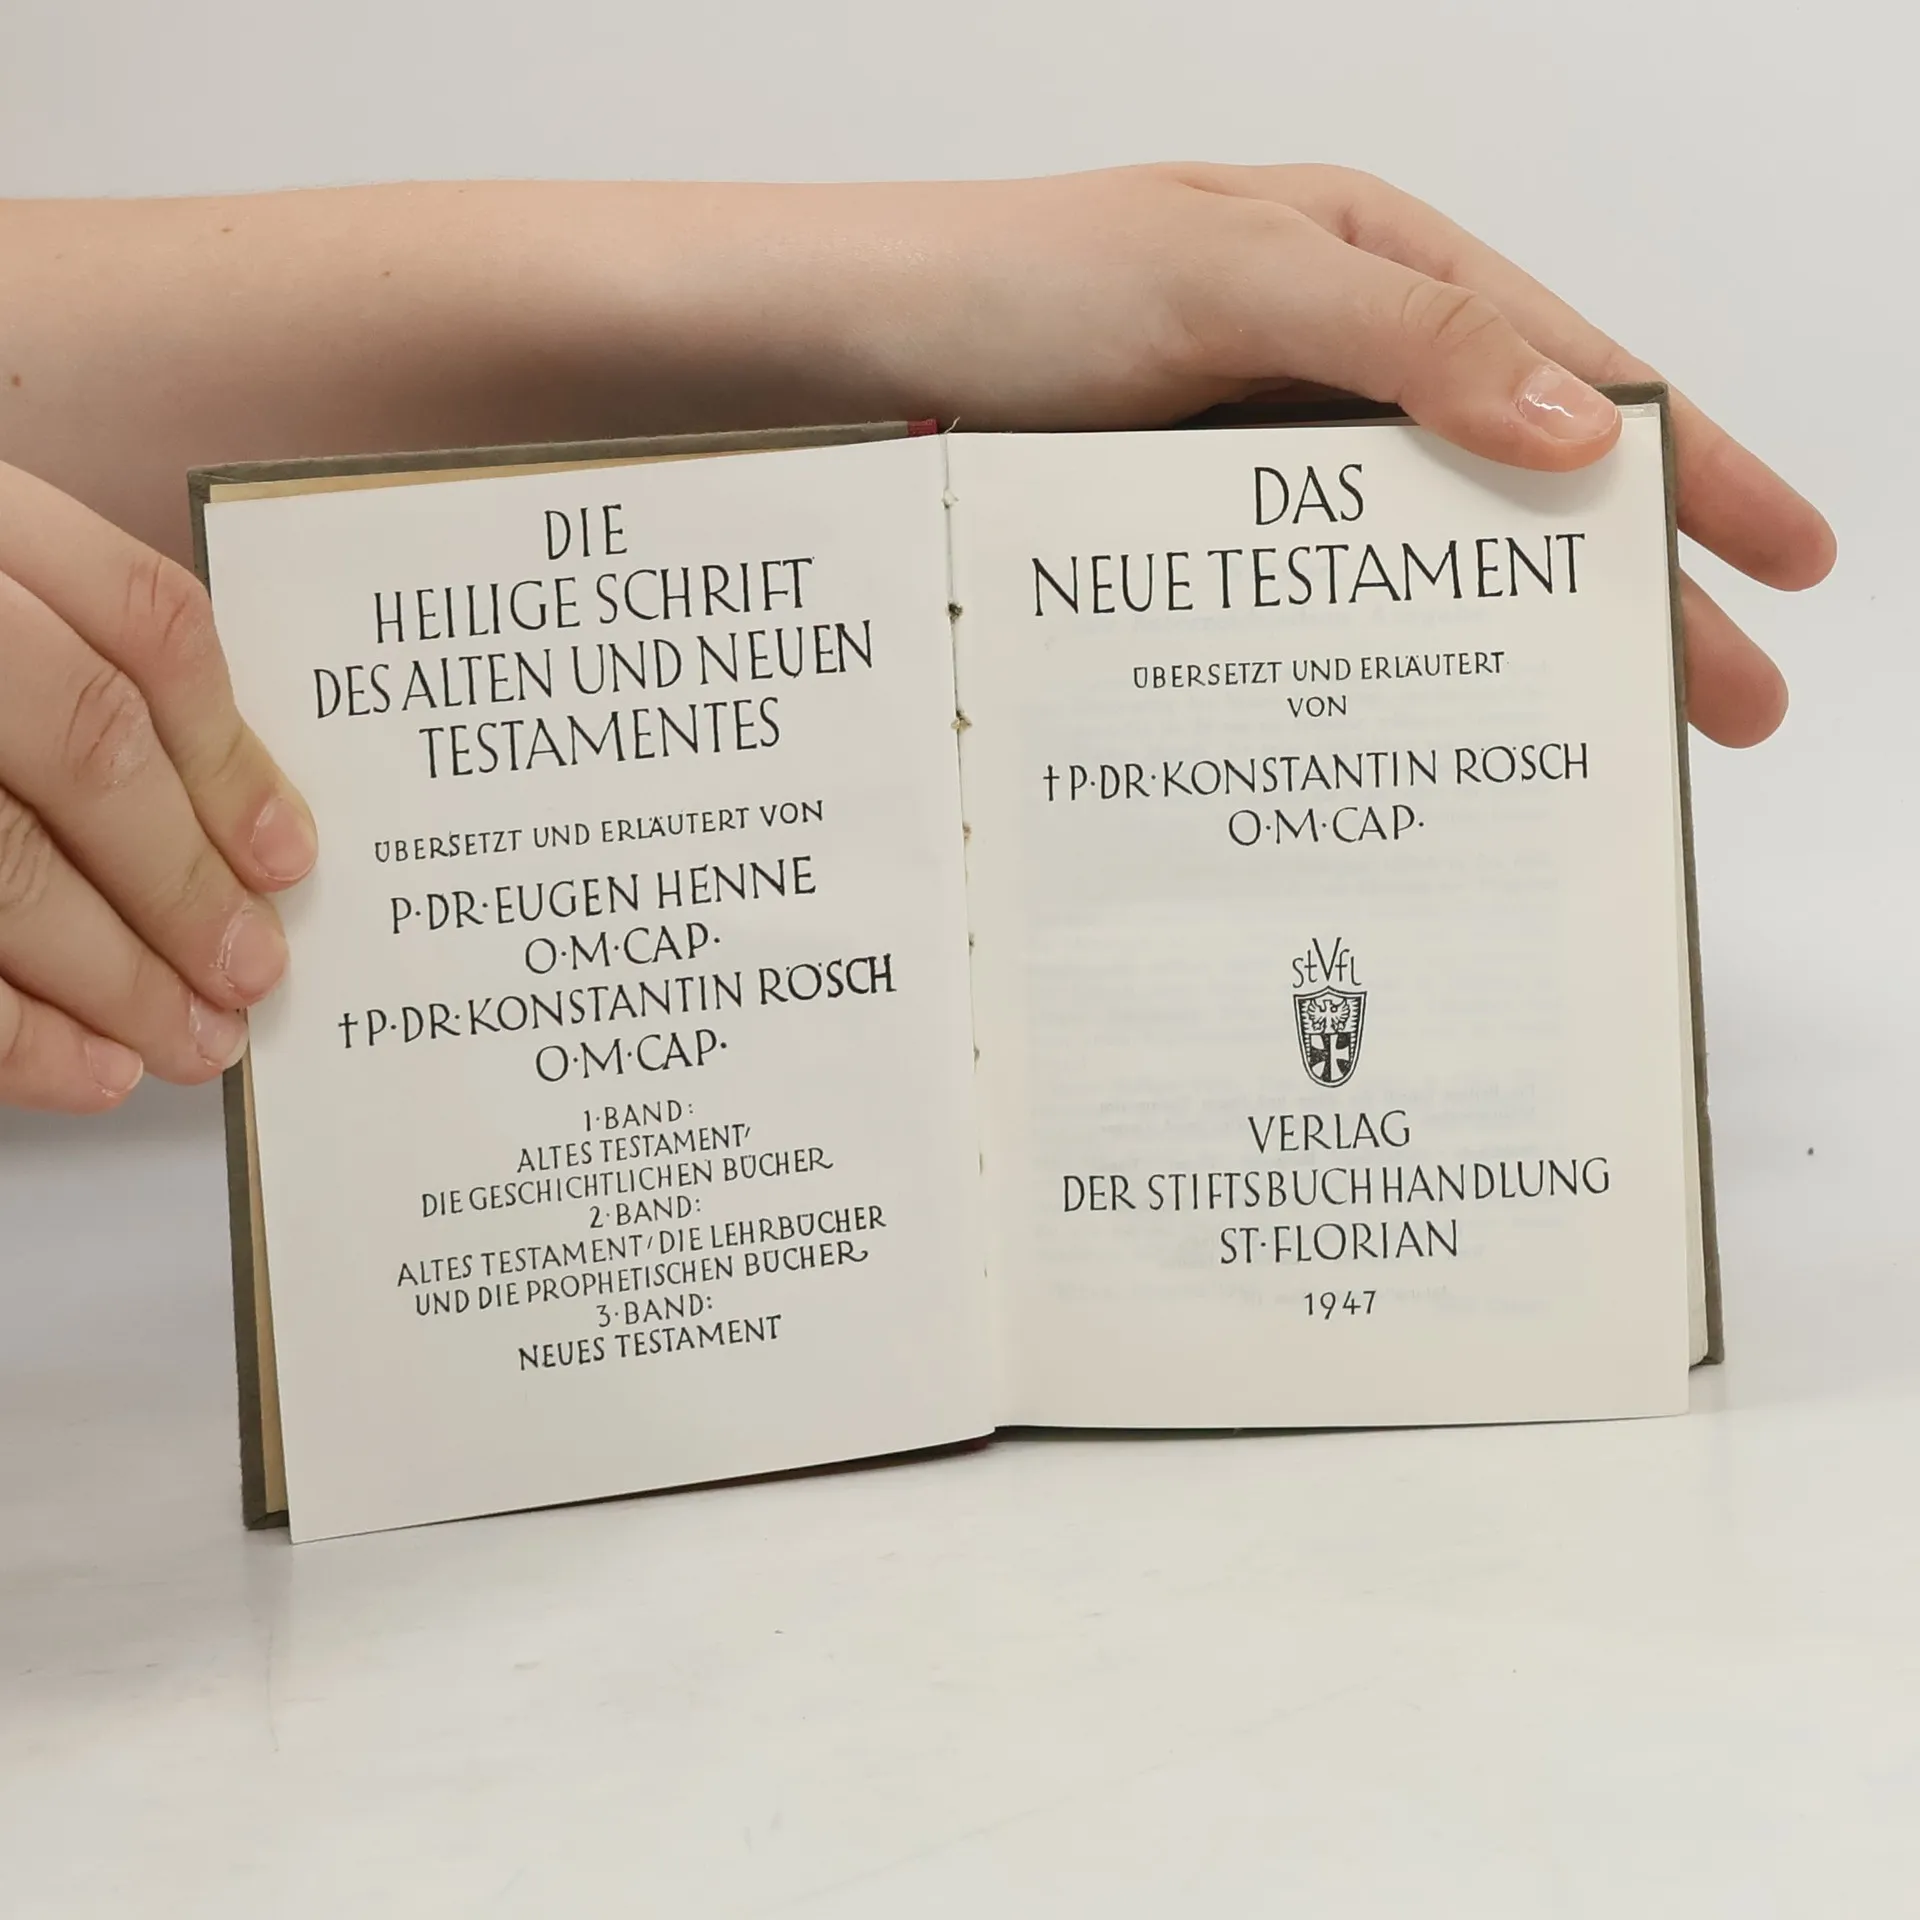 DIE
HEILIGE SCHRIFT
DES ALTEN UND NEUEN
TESTAMENTES
ÜBERSETZT UND ERLÄUTERT VON
P·DR·EUGEN HENNE
O·M·CAP·
†P·DR·KONSTANTIN RÖSCH
O·M·CAP·
1·BAND:
ALTES TESTAMENT/
DIE GESCHICHTLICHEN BÜCHER
2·BAND:
ALTES TESTAMENT/DIE LEHRBÜCHER
UND DIE PROPHETISCHEN BÜCHER
3·BAND:
NEUES TESTAMENT
DAS
NEUE TESTAMENT
ÜBERSETZT UND ERLÄUTERT
VON
†P·DR·KONSTANTIN RÖSCH
O·M·CAP·
stVfl
VERLAG
DER STIFTSBUCHHANDLUNG
ST·FLORIAN
1947